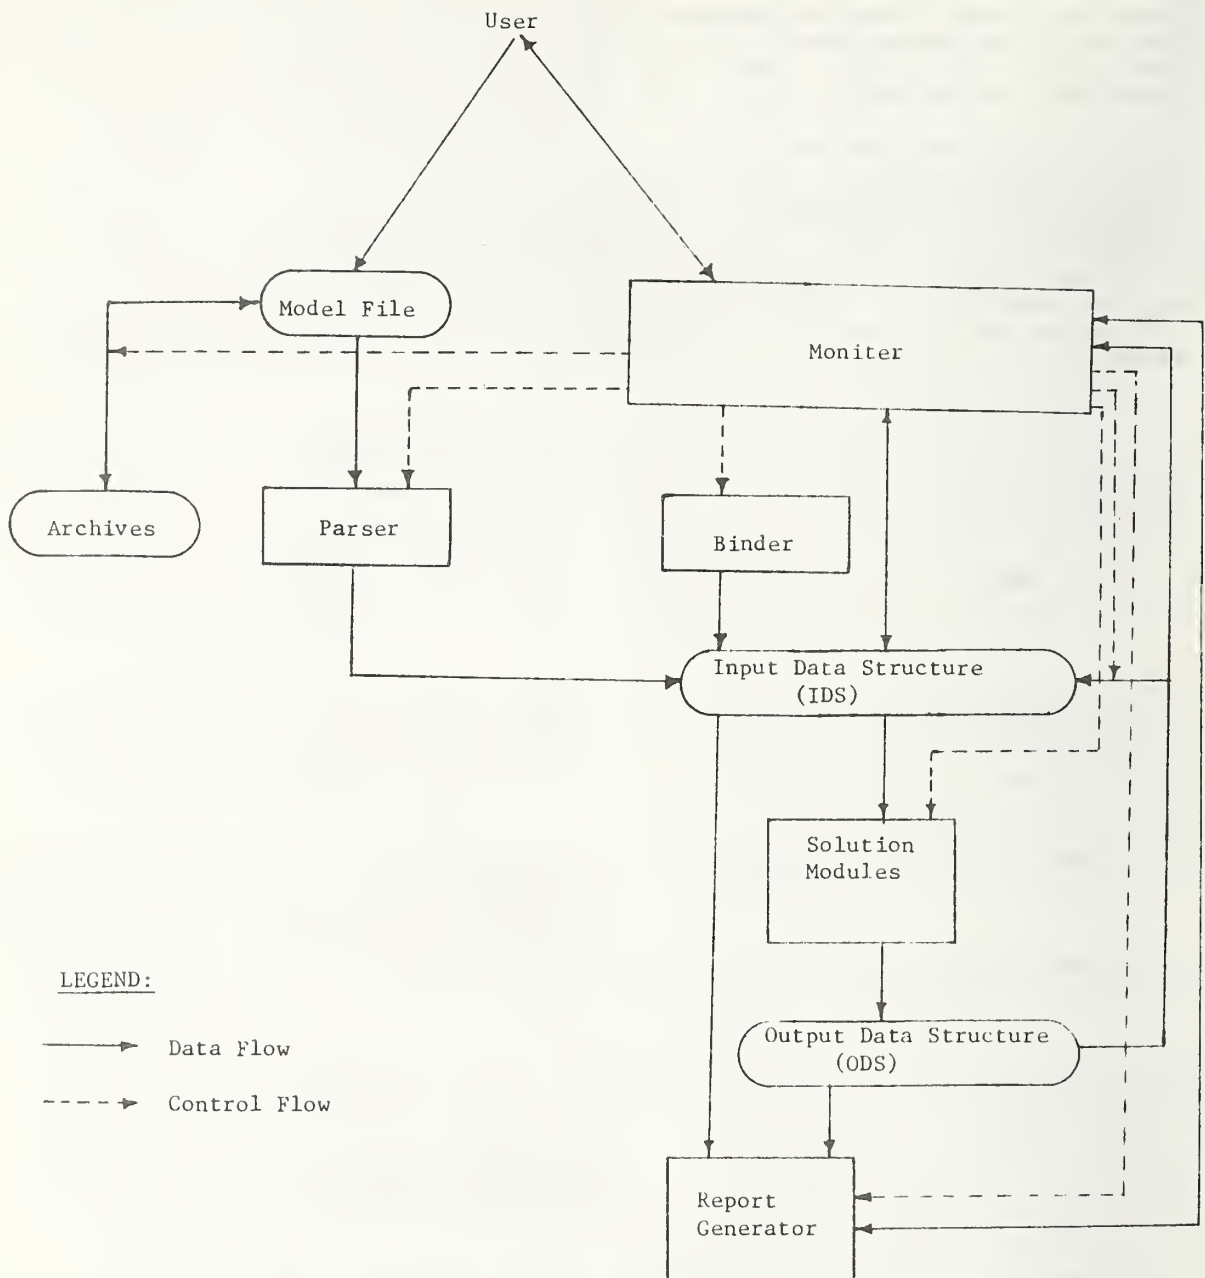 User
Model File
Moniter
Archives
Parser
Binder
Input Data Structure
(IDS)
Solution
Modules
LEGEND:
Data Flow
Control Flow
Output Data Structure
(ODS)
Report
Generator